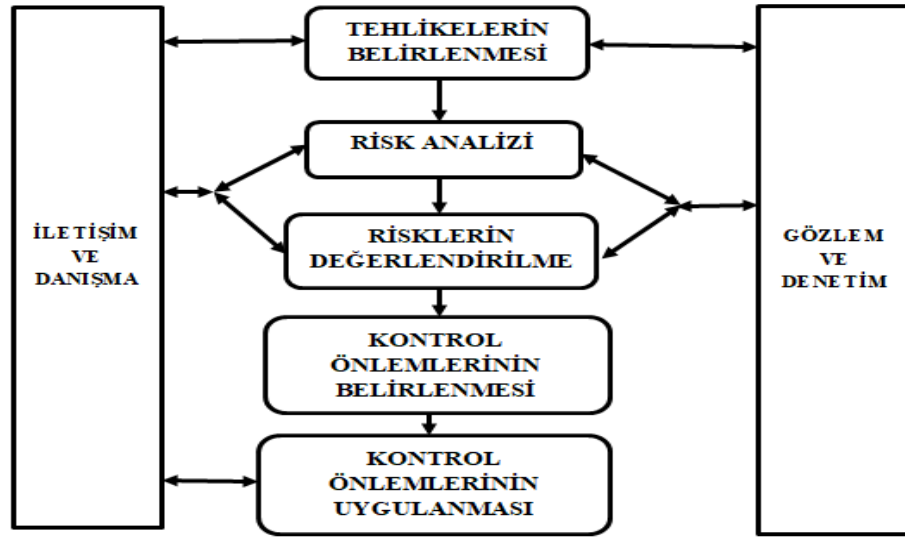 TEHLİKELERİN
BELİRLENMESİ
RİSK ANALİZİ
İLETİŞİM
VE
DANIŞMA
RİSKLERİN
DEĞERLENDİRİLME
GÖZLEM
VE
DENETİM
KONTROL
ÖNLEMLERİNİN
BELİRLENMESİ
KONTROL
ÖNLEMLERİNİN
UYGULANMASI